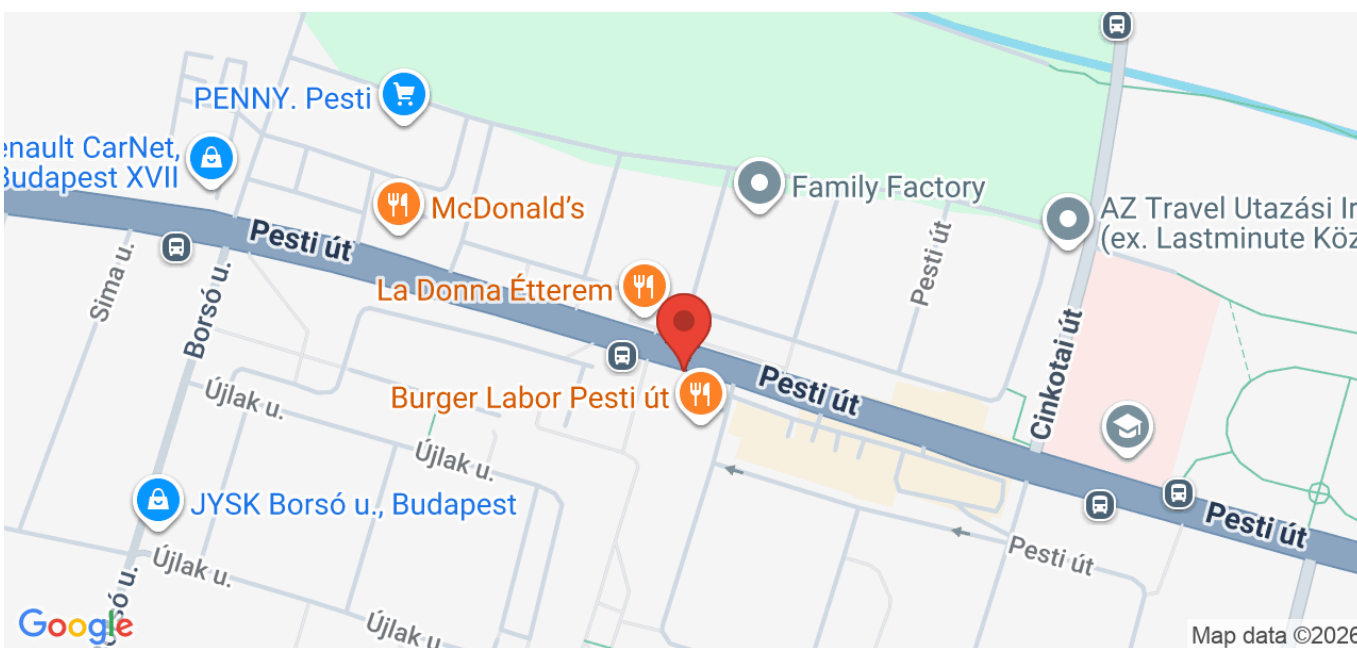 PENNY. Pesti
enault CarNet,
Budapest XVII
McDonald's
Family Factory
AZ Travel Utazási Ir
(ex. Lastminute Köz
Pesti út
Pesti út
Sima u.
Borsó u.
La Donna Étterem
Burger Labor Pesti út
Pesti út
Cinkotai út
Újlak u.
Újlak u.
JYSK Borsó u., Budapest
Pesti út
Pesti út
Újlak u.
só u.
Újlak u
Google
Map data ©2026